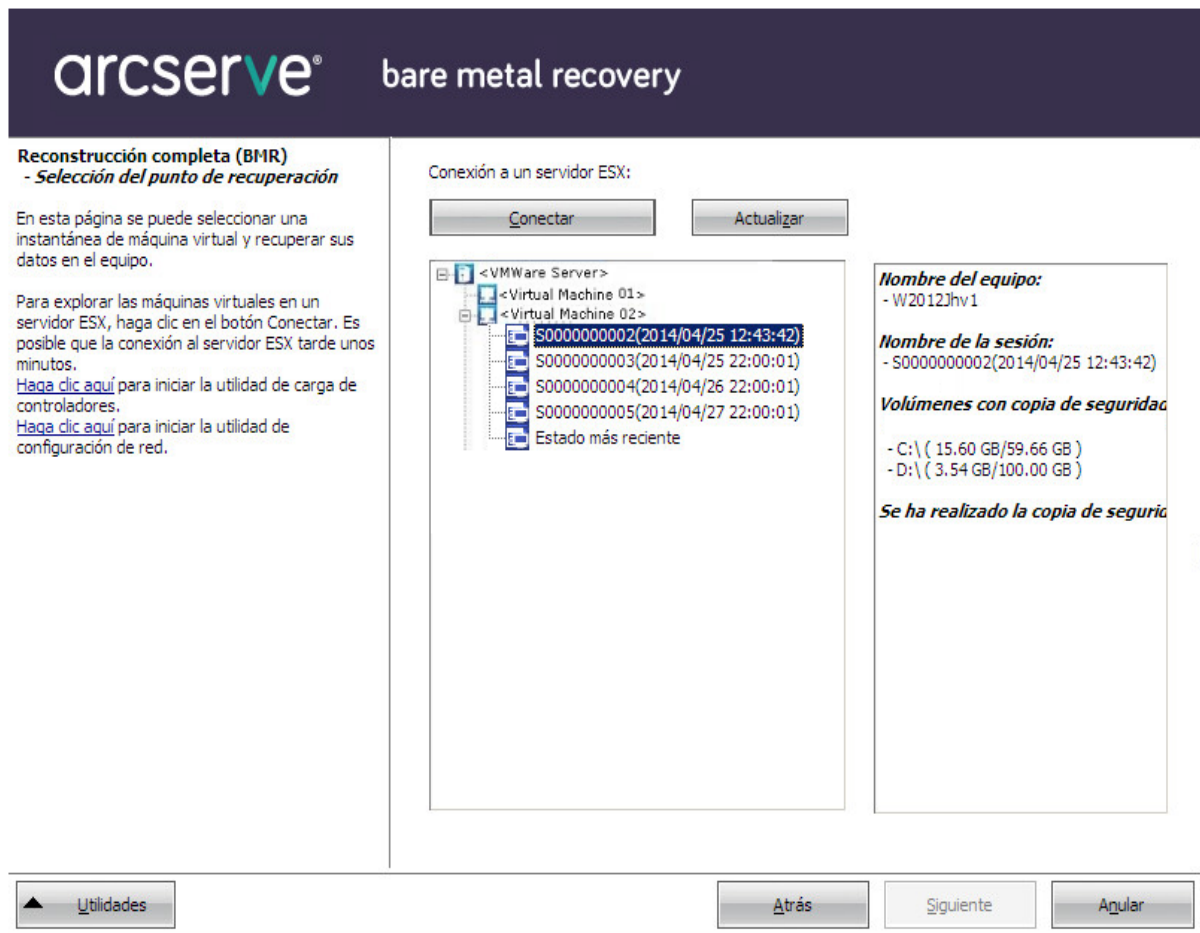 arcserve® bare metal recovery
Reconstrucción completa (BMR)
- Selección del punto de recuperación
En esta página se puede seleccionar una
instantánea de máquina virtual y recuperar sus
datos en el equipo.
Para explorar las máquinas virtuales en un
servidor ESX, haga clic en el botón Conectar. Es
posible que la conexión al servidor ESX tarde unos
minutos.
Haga clic aquí para iniciar la utilidad de carga de
controladores.
Haga clic aquí para iniciar la utilidad de
configuración de red.
Conexión a un servidor ESX:
Conectar
Actualizar
<VMWare Server>
<Virtual Machine 01>
<Virtual Machine 02>
S0000000002(2014/04/25 12:43:42)
S0000000003(2014/04/25 22:00:01)
S0000000004(2014/04/26 22:00:01)
S0000000005(2014/04/27 22:00:01)
Estado más reciente
Nombre del equipo:
- W2012Jhv1
Nombre de la sesión:
- S0000000002(2014/04/25 12:43:42)
Volúmenes con copia de seguridad
- C:\ ( 15.60 GB/59.66 GB )
- D:\ ( 3.54 GB/100.00 GB )
Se ha realizado la copia de segurid
Utilidades
Atrás
Siguiente
Anular